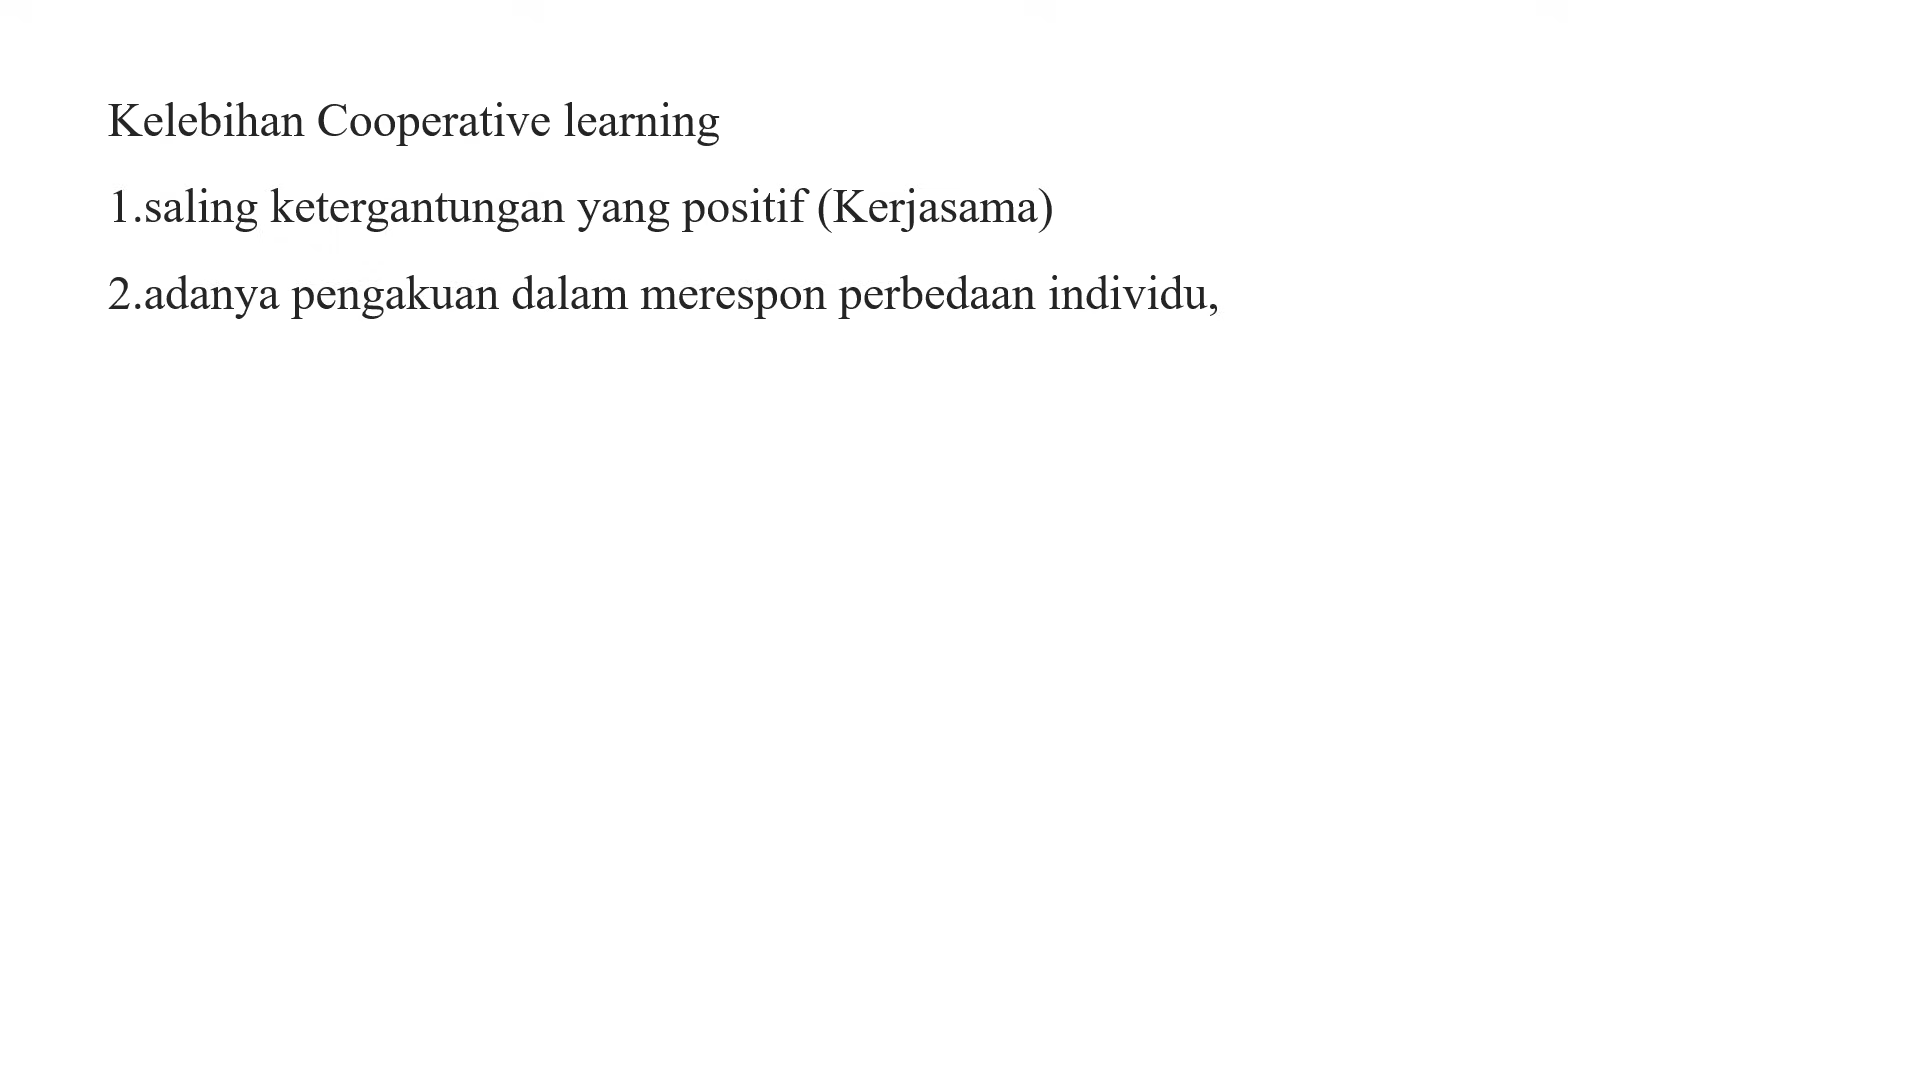 Kelebihan Cooperative learning
1.saling ketergantungan yang positif (Kerjasama)
2.adanya pengakuan dalam merespon perbedaan individu,